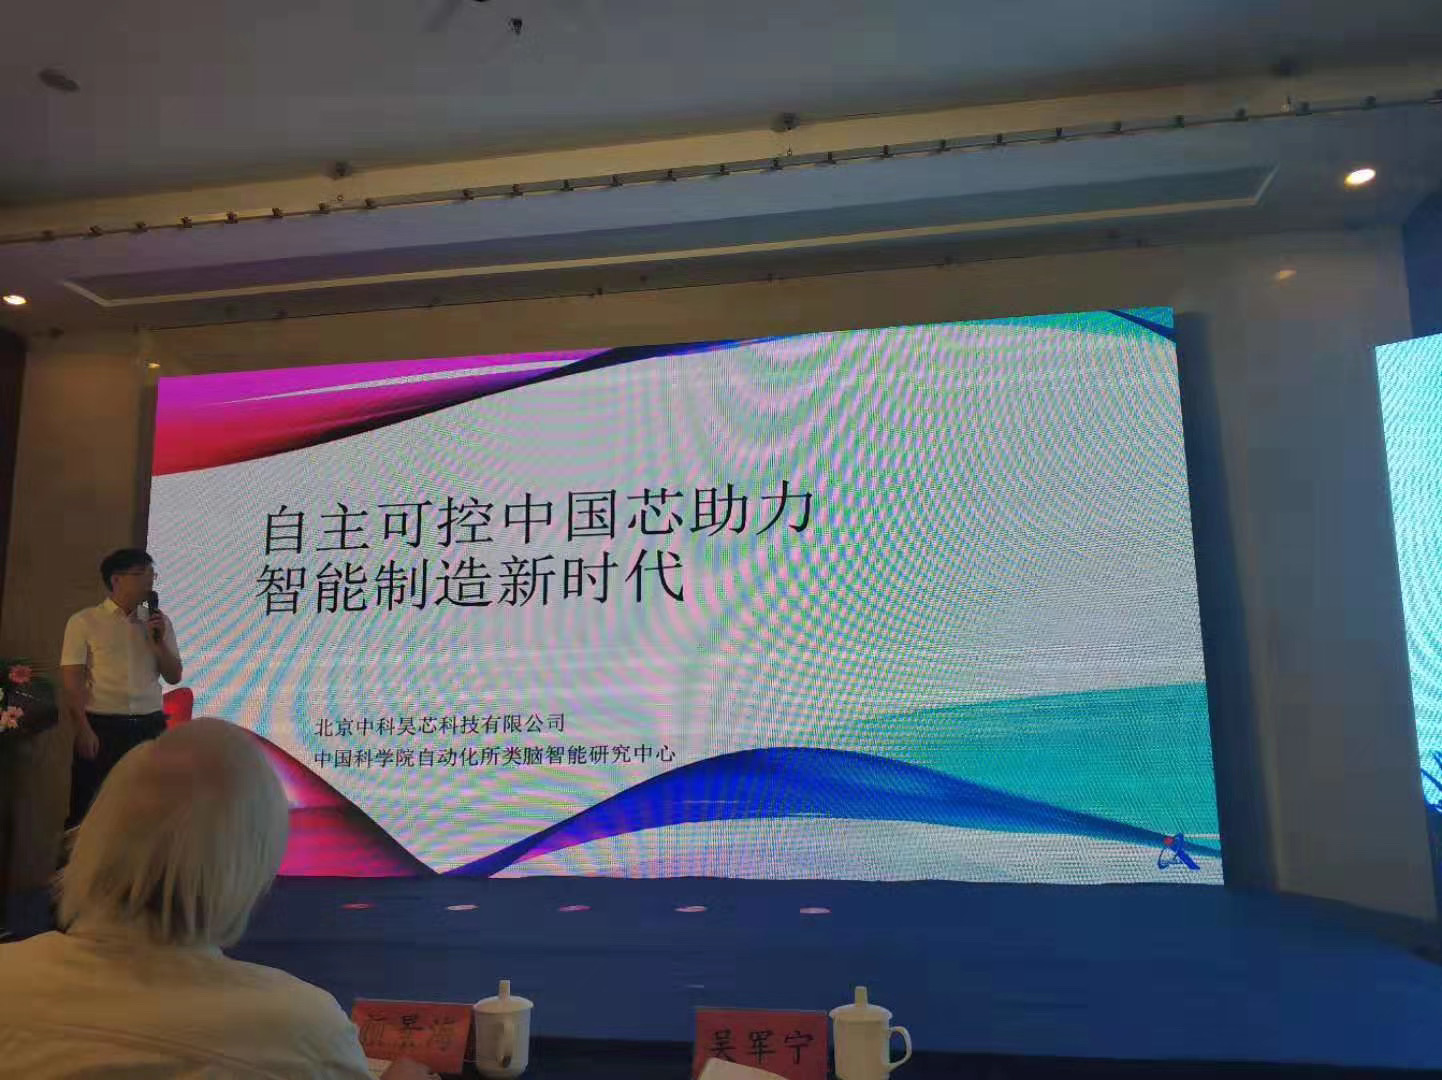 自主可控中国芯助力
智能制造新时代
北京中科昊芯科技有限公司
中国科学院自动化所类脑智能研究中心
吴军宁